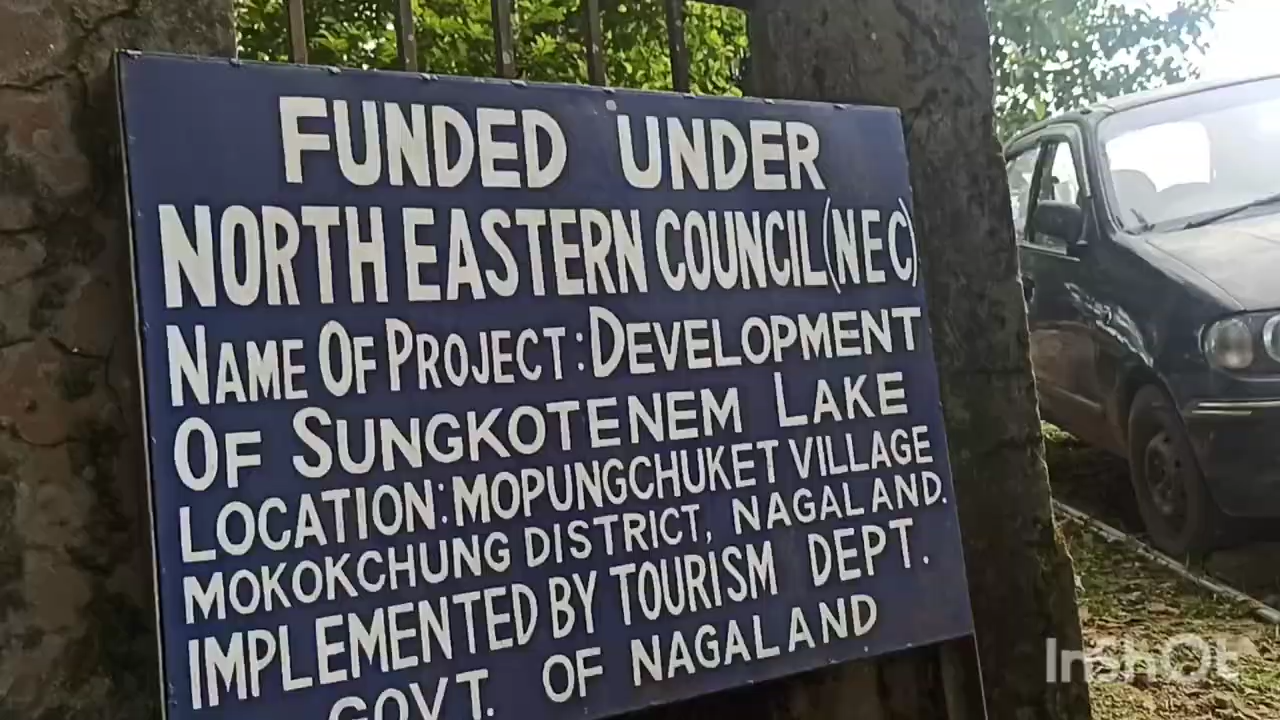 FUNDED UNDER
NORTH EASTERN COUNCIL (NEC)
NAME OF PROJECT: DEVELOPMENT
OF SUNGKOTENEM LAKE
LOCATION: MOPUNGCHUKET VILLAGE
MOKOKCHUNG DISTRICT, NAGALAND.
IMPLEMENTED BY TOURISM DEPT.
GOVT. OF NAGALAND
InShOt